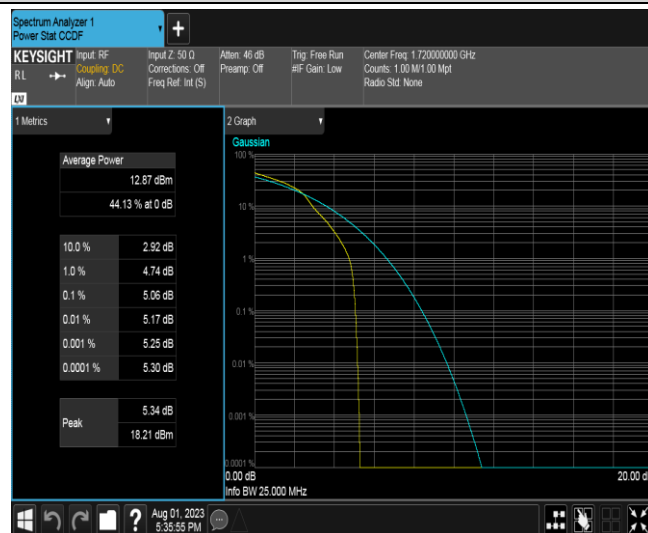 Spectrum Analyzer 1
Power Stat CCDF
KEYSIGHT
RL
LXI
Input: RF
Coupling: DC
Align: Auto
Input Z: 50 Ω
Corrections: Off
Freq Ref: Int (S)
Atten: 46 dB
Preamp: Off
Trig: Free Run
#IF Gain: Low
Center Freq: 1.720000000 GHz
Counts: 1.00 M/1.00 Mpt
Radio Std: None
1 Metrics
Average Power
12.87 dBm
44.13 % at 0 dB
10.0 % 2.92 dB
1.0 % 4.74 dB
0.1 % 5.06 dB
0.01 % 5.17 dB
0.001 % 5.25 dB
0.0001 % 5.30 dB
Peak
5.34 dB
18.21 dBm
2 Graph
Gaussian
100 %
10 %
1 %
0.1 %
0.01 %
0.001 %
0.0001 %
0.00 dB
20.00 d
Info BW 25.000 MHz
?
Aug 01, 2023
5:35:55 PM